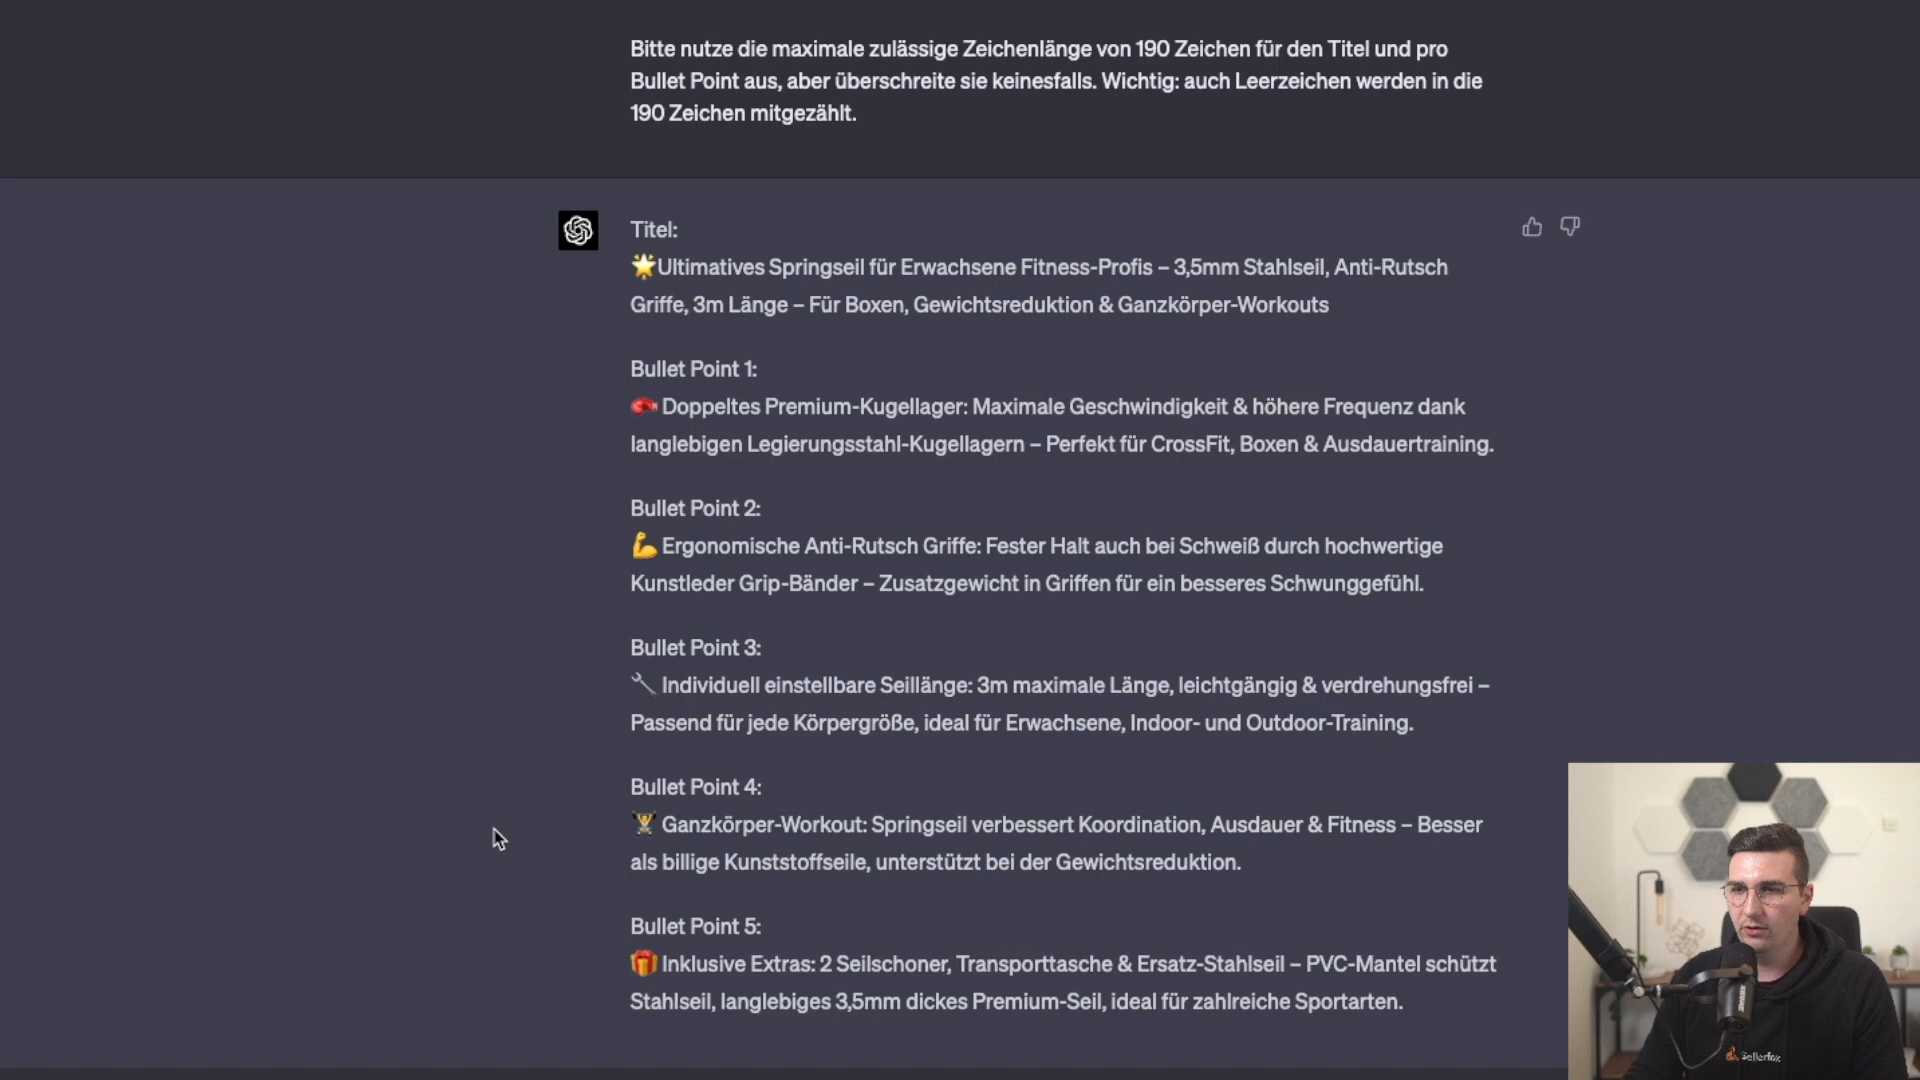 Bitte nutze die maximale zulässige Zeichenlänge von 190 Zeichen für den Titel und pro
Bullet Point aus, aber überschreite sie keinesfalls. Wichtig: auch Leerzeichen werden in die
190 Zeichen mitgezählt.
Titel:
🌟Ultimatives Springseil für Erwachsene Fitness-Profis – 3,5mm Stahlseil, Anti-Rutsch
Griffe, 3m Länge – Für Boxen, Gewichtsreduktion & Ganzkörper-Workouts
Bullet Point 1:
🥊 Doppeltes Premium-Kugellager: Maximale Geschwindigkeit & höhere Frequenz dank
langlebigen Legierungsstahl-Kugellagern – Perfekt für CrossFit, Boxen & Ausdauertraining.
Bullet Point 2:
💪 Ergonomische Anti-Rutsch Griffe: Fester Halt auch bei Schweiß durch hochwertige
Kunstleder Grip-Bänder – Zusatzgewicht in Griffen für ein besseres Schwunggefühl.
Bullet Point 3:
🔧 Individuell einstellbare Seillänge: 3m maximale Länge, leichtgängig & verdrehungsfrei –
Passend für jede Körpergröße, ideal für Erwachsene, Indoor- und Outdoor-Training.
Bullet Point 4:
🏋️ Ganzkörper-Workout: Springseil verbessert Koordination, Ausdauer & Fitness – Besser
als billige Kunststoffseile, unterstützt bei der Gewichtsreduktion.
Bullet Point 5:
🎁 Inklusive Extras: 2 Seilschoner, Transporttasche & Ersatz-Stahlseil – PVC-Mantel schützt
Stahlseil, langlebiges 3,5mm dickes Premium-Seil, ideal für zahlreiche Sportarten.
Sellerfox